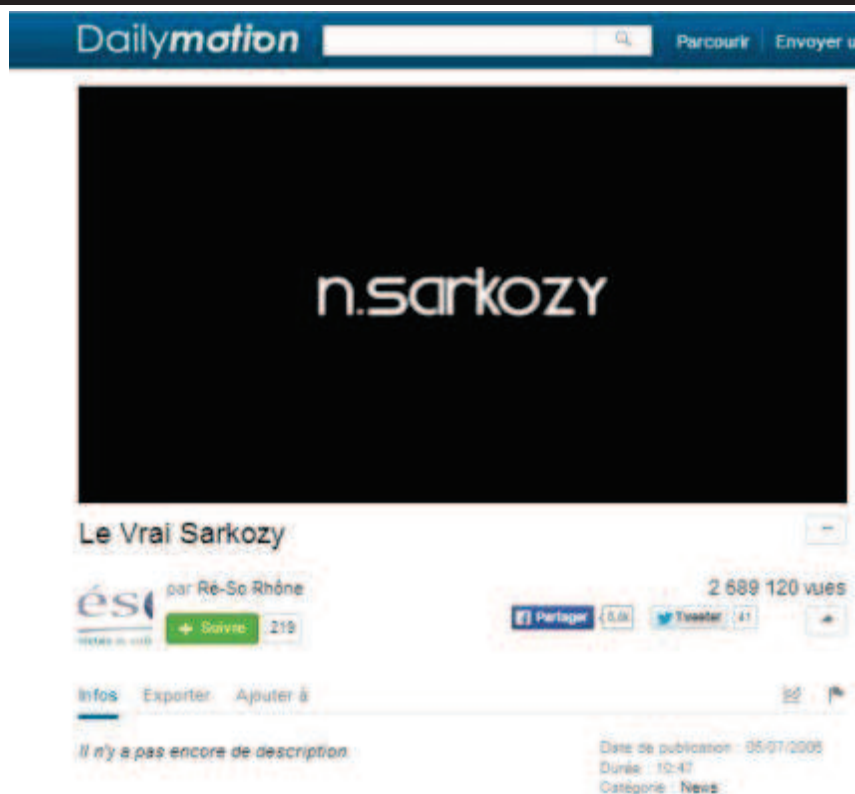 Dailymotion Parcourir Envoyer u
n.sarkozy
Le Vrai Sarkozy
par Ré-So Rhône
2 689 120 vues
+ Suivre 219
Partager
Tweeter 41
Infos Exporter Ajouter à
Il n'y a pas encore de description
Date de publication : 05/07/2006
Durée : 10:47
Catégorie : News